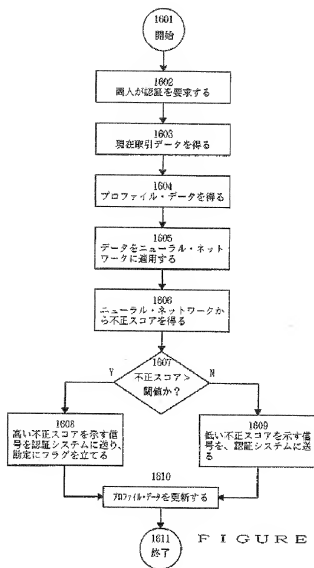 1601
開始
1602
商人が認証を要求する
1603
現在取引データを得る
1604
プロファイル・データを得る
1605
データをニューラル・ネット
ワークに適用する
1606
ニューラル・ネットワークか
ら不正スコアを得る
1607
不正スコア>
閾値か?
Y
N
1608
高い不正スコアを示す信
号を認証システムに送り、
勘定にフラグを立てる
1609
低い不正スコアを示す信
号を、認証システムに送
る
1610
プロファイル・データを更新する
1611
終了
FIGURE